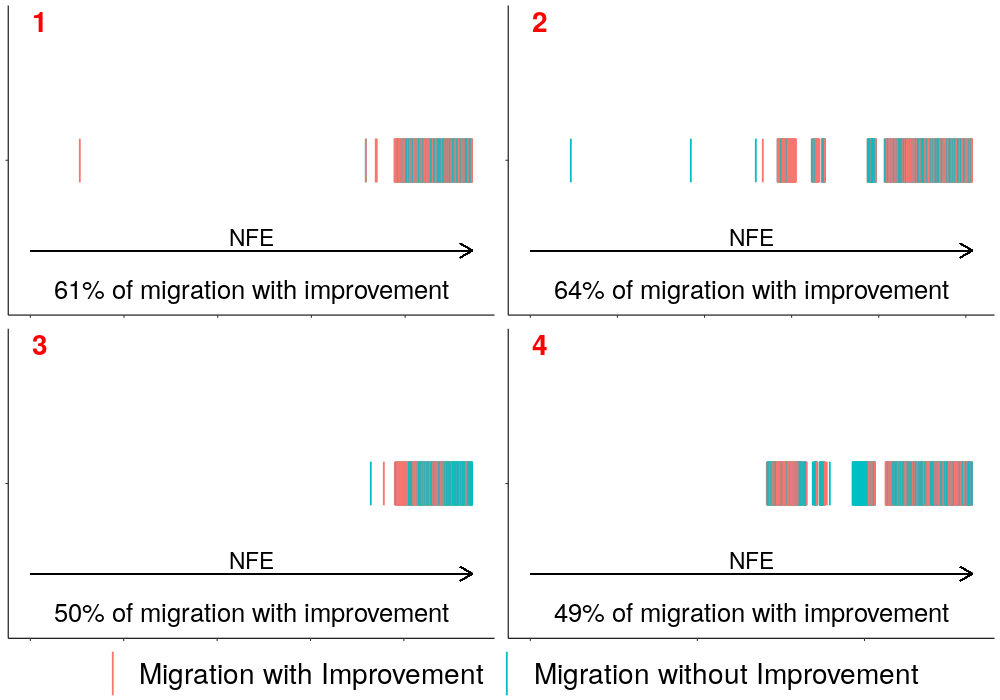 1
NFE
61% of migration with improvement
2
NFE
64% of migration with improvement
3
NFE
50% of migration with improvement
4
NFE
49% of migration with improvement
Migration with Improvement
Migration without Improvement